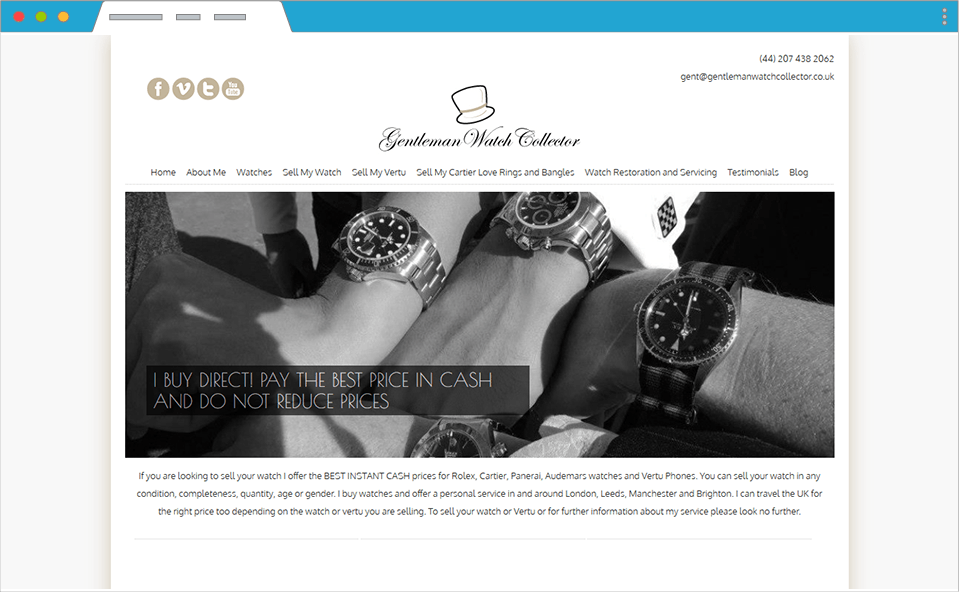 (44) 207 438 2062
gent@gentlemanwatchcollector.co.uk
You
Tube
Gentleman Watch Collector
Home About Me Watches Sell My Watch Sell My Vertu Sell My Cartier Love Rings and Bangles Watch Restoration and Servicing Testimonials Blog
I BUY DIRECT! PAY THE BEST PRICE IN CASH
AND DO NOT REDUCE PRICES
If you are looking to sell your watch I offer the BEST INSTANT CASH prices for Rolex, Cartier, Panerai, Audemars watches and Vertu Phones. You can sell your watch in any
condition, completeness, quantity, age or gender. I buy watches and offer a personal service in and around London, Leeds, Manchester and Brighton. I can travel the UK for
the right price too depending on the watch or vertu you are selling. To sell your watch or Vertu or for further information about my service please look no further.